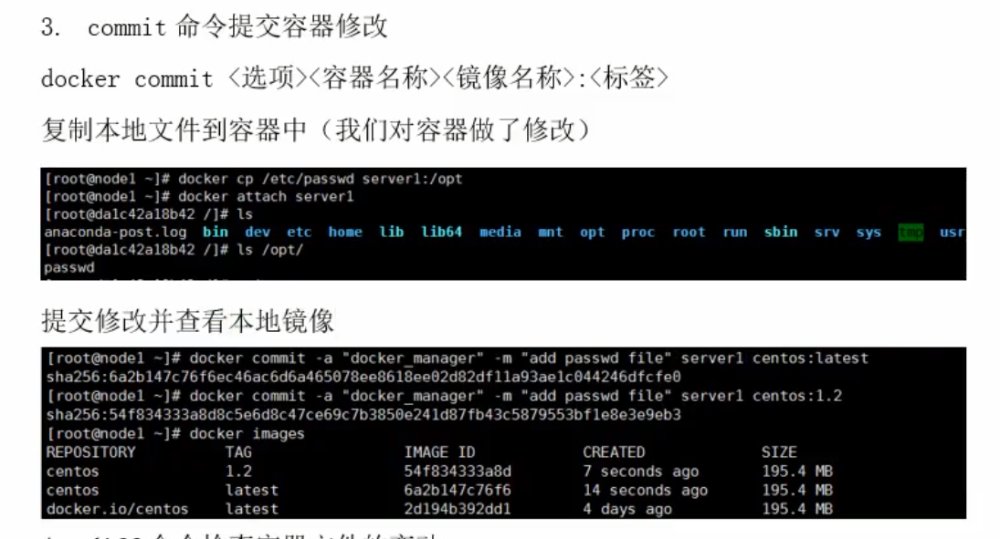 3. commit 命令提交容器修改
docker commit <选项><容器名称><镜像名称>:<标签>
复制本地文件到容器中（我们对容器做了修改）
[root@node1 ~]# docker cp /etc/passwd server1:/opt
[root@node1 ~]# docker attach server1
[root@da1c42a18b42 /]# ls
anaconda-post.log bin dev etc home lib lib64 media mnt opt proc root run sbin srv sys tmp usr
[root@da1c42a18b42 /]# ls /opt/
passwd
提交修改并查看本地镜像
[root@node1 ~]# docker commit -a "docker_manager" -m "add passwd file" server1 centos:latest
sha256:6a2b147c76f6ec46ac6d6a465078ee8618ee02d82df11a93ae1c044246dfcfe0
[root@node1 ~]# docker commit -a "docker_manager" -m "add passwd file" server1 centos:1.2
sha256:54f834333a8d8c5e6d8c47ce69c7b3850e241d87fb43c5879553bf1e8e3e9eb3
[root@node1 ~]# docker images
REPOSITORY TAG IMAGE ID CREATED SIZE
centos 1.2 54f834333a8d 7 seconds ago 195.4 MB
centos latest 6a2b147c76f6 14 seconds ago 195.4 MB
docker.io/centos latest 2d194b392dd1 4 days ago 195.4 MB